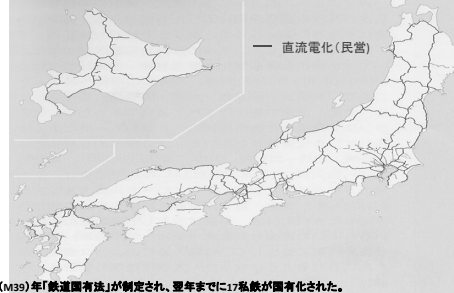 直流電化（民営)
(M39)年「鉄道国有法」が制定され、翌年までに17私鉄が国有化された。